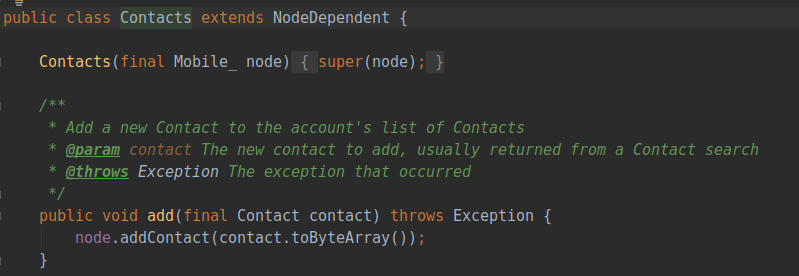 public class Contacts extends NodeDependent {
Contacts(final Mobile_ node) { super(node); }
/**
* Add a new Contact to the account's list of Contacts
* @param contact The new contact to add, usually returned from a Contact search
* @throws Exception The exception that occurred
*/
public void add(final Contact contact) throws Exception {
node.addContact(contact.toByteArray());
}